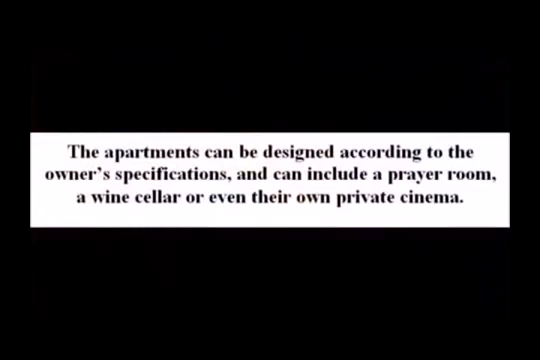 The apartments can be designed according to the
owner's specifications, and can include a prayer room,
a wine cellar or even their own private cinema.